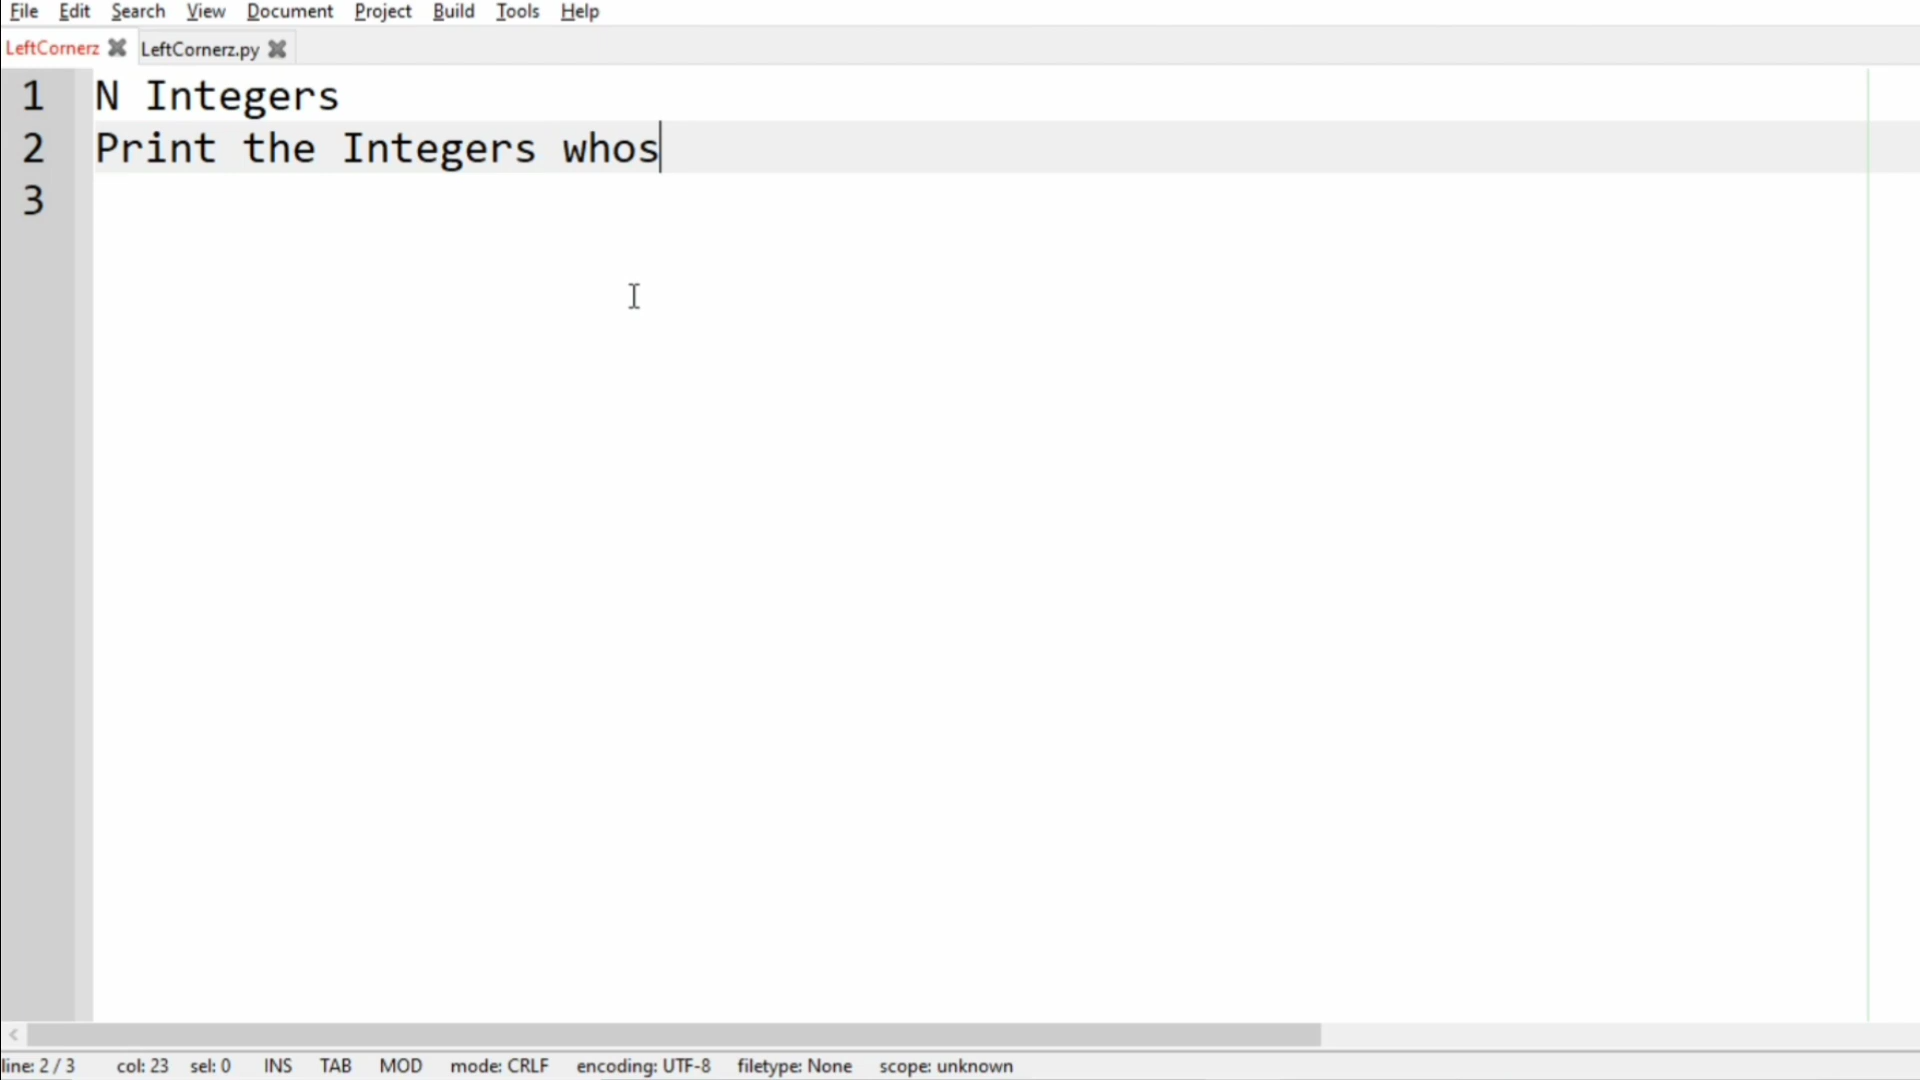 File Edit Search View Document Project Build Tools Help
LeftCornerz LeftCornerz.py
1 N Integers
2 Print the Integers whos
3
line: 2 / 3 col: 23 sel: 0 INS TAB MOD mode: CRLF encoding: UTF-8 filetype: None scope: unknown